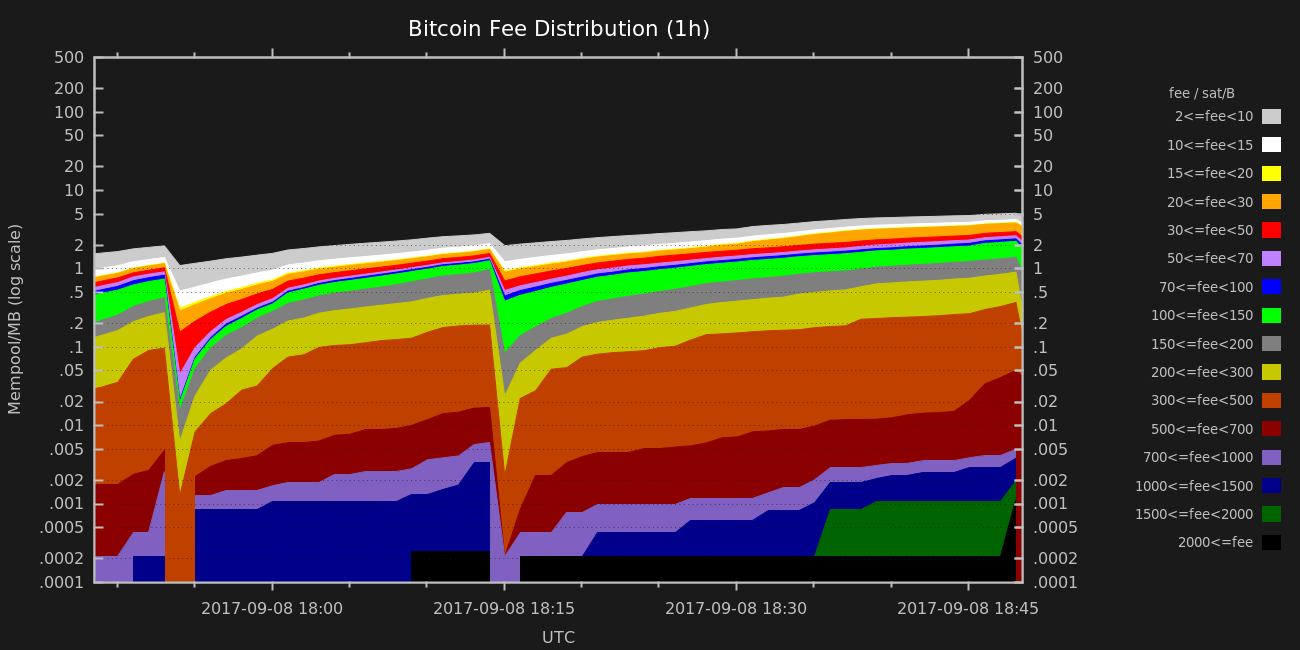 Bitcoin Fee Distribution (1h)
500
200
100
50
20
10
5
2
1
.5
.2
.1
.05
.02
.01
.005
.002
.001
.0005
.0002
.0001
Mempool/MB (log scale)
500
200
100
50
20
10
5
2
1
.5
.2
.1
.05
.02
.01
.005
.002
.001
.0005
.0002
.0001
2017-09-08 18:00 2017-09-08 18:15 2017-09-08 18:30 2017-09-08 18:45
UTC
fee / sat/B
2<=fee<10
10<=fee<15
15<=fee<20
20<=fee<30
30<=fee<50
50<=fee<70
70<=fee<100
100<=fee<150
150<=fee<200
200<=fee<300
300<=fee<500
500<=fee<700
700<=fee<1000
1000<=fee<1500
1500<=fee<2000
2000<=fee